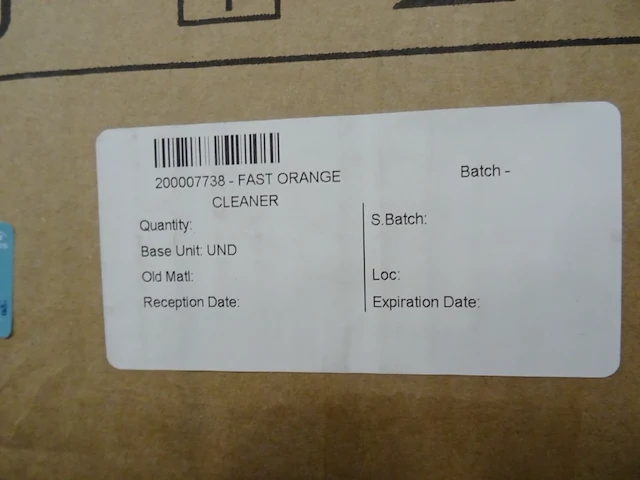 200007738 - FAST ORANGE
CLEANER
Batch -
Quantity:
S.Batch:
Base Unit: UND
Old Matl:
Loc:
Reception Date:
Expiration Date: